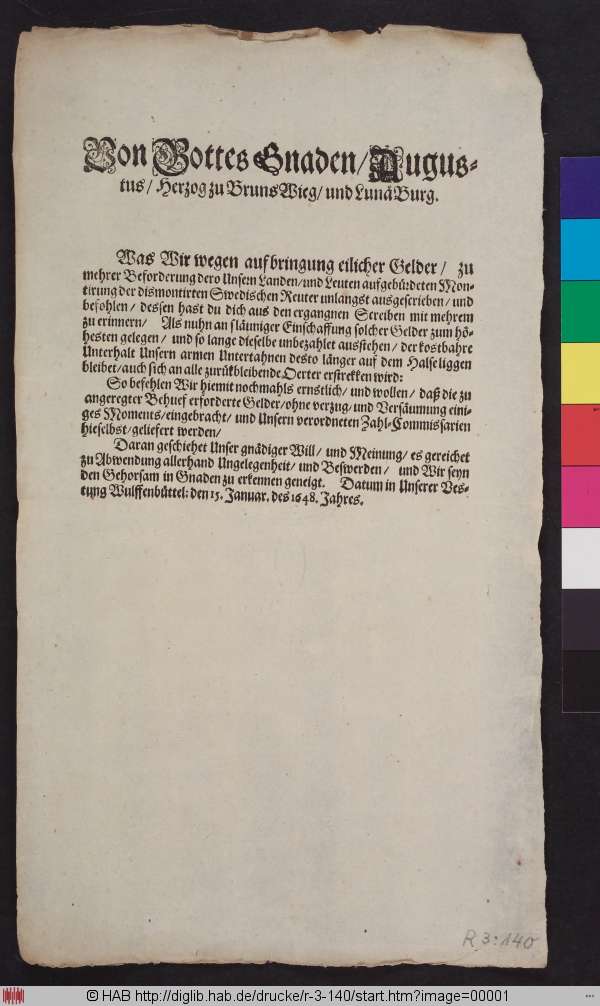 Von Gottes Gnaden/ Augus-
tus/ Herzog zu BrunsWieg/ und LunäBurg.
Was Wir wegen aufbringung eilicher Gelder/ zu
mehrer Beforderung dero Unsern Landen/und Leuten aufgebürdeten Mon-
tirung der dismontirten Swedischen Reuter unlangst ausgescrieben/ und
befohlen/ dessen hast du dich aus den ergangnen Screiben mit mehrem
zu erinnern/ Als nuhn an släuniger Einschaffung solcher Gelder zum hö-
hesten gelegen/ und so lange dieselbe unbezahlet ausstehen/ der kostbahre
Unterhalt Unsern armen Untertahnen desto länger auf dem Halse liggen
bleibet/auch sich an alle zurükbleibende Oerter erstrekken wird:
So befehlen Wir hiemit nochmahls ernstlich/ und wollen/ daß die zu
angeregter Behuef erforderte Gelder/ohne verzug/und Versäumung eini-
ges Moments/eingebracht/ und Unsern verordneten Zahl-Commissarien
hieselbst/geliefert werden/
Daran geschiehet Unser gnädiger Will/ und Meinung/ es gereichet
zu Abwendung allerhand Ungelegenheit/ und Beswerden/ und Wir seyn
den Gehorsam in Gnaden zu erkennen geneigt. Datum in Unserer Ves-
tung Wulffenbüttel: den 15. Januar. des 1648. Jahres.
R 3:140
© HAB http://diglib.hab.de/drucke/r-3-140/start.htm?image=00001